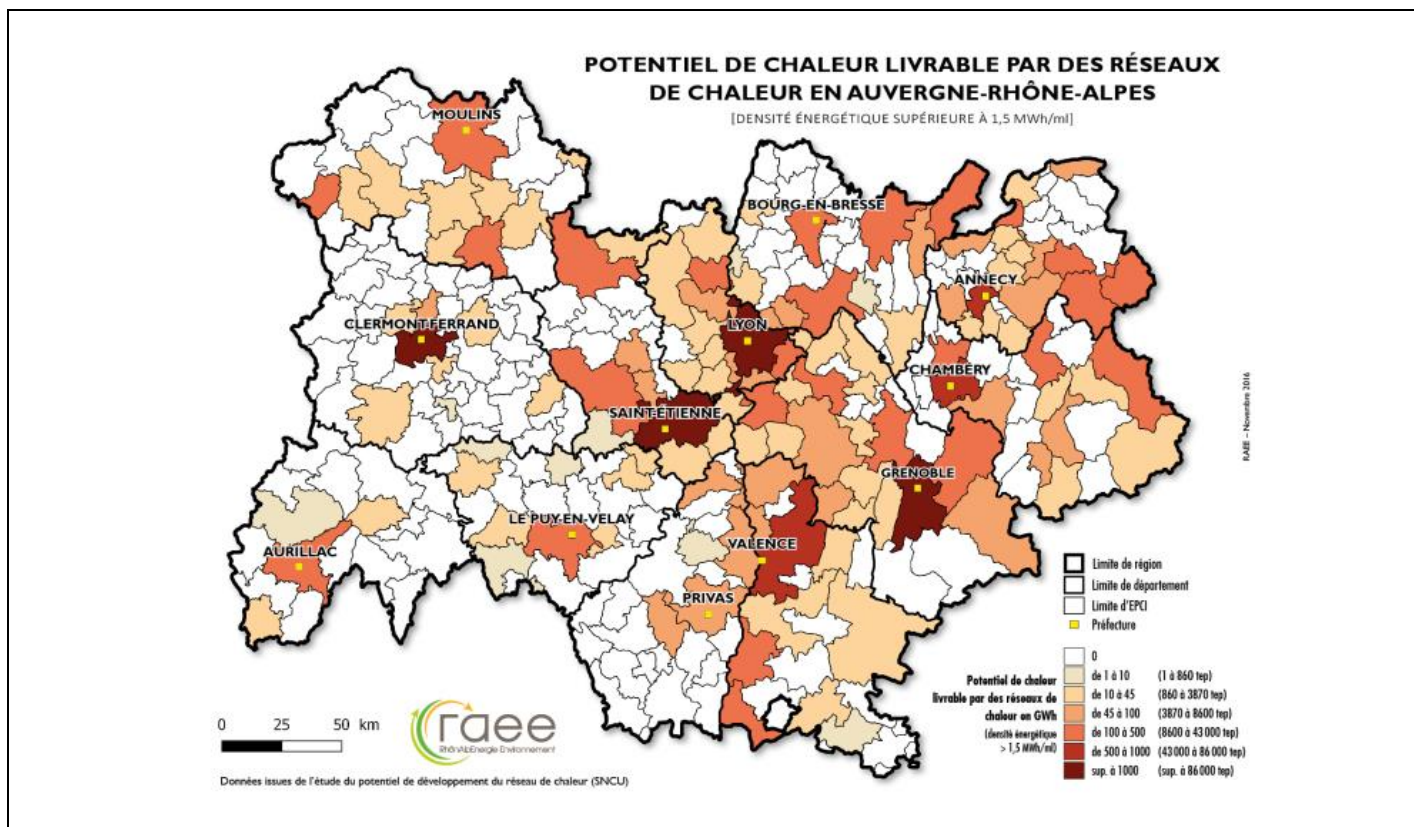 POTENTIEL DE CHALEUR LIVRABLE PAR DES RÉSEAUX
DE CHALEUR EN AUVERGNE-RHÔNE-ALPES
[DENSITÉ ÉNERGÉTIQUE SUPÉRIEURE À 1,5 MWh/ml]
MOULINS
BOURG-EN-BRESSE
ANNECY
CLERMONT-FERRAND
LYON
CHAMBÉRY
SAINT-ÉTIENNE
GRENOBLE
LE PUY-EN-VELAY
VALENCE
AURILLAC
PRIVAS
RAEE – Novembre 2016
Limite de région
Limite de département
Limite d'EPCI
Préfecture
Potentiel de chaleur
livrable par des réseaux de
chaleur en GWh
(densité énergétique
> 1,5 MWh/ml)
0
de 1 à 10 (1 à 860 tep)
de 10 à 45 (860 à 3870 tep)
de 45 à 100 (3870 à 8600 tep)
de 100 à 500 (8600 à 43 000 tep)
de 500 à 1000 (43 000 à 86 000 tep)
sup. à 1000 (sup. à 86 000 tep)
0 25 50 km
raee
RhônAlpEnergie Environnement
Données issues de l'étude du potentiel de développement du réseau de chaleur (SNCU)